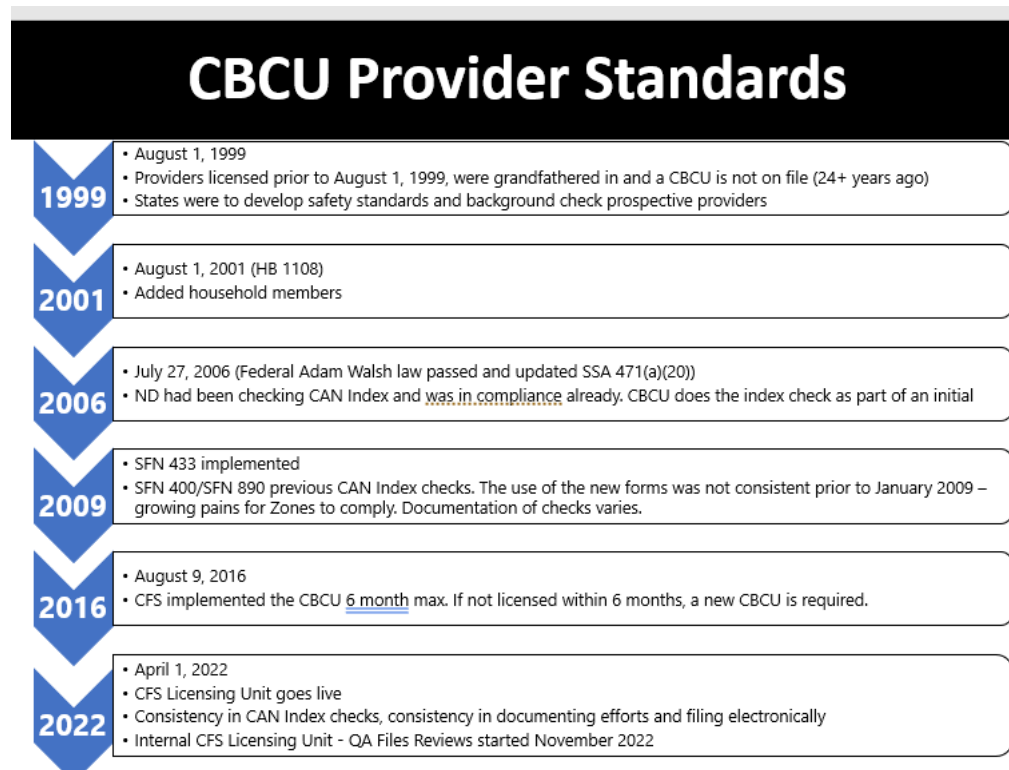 CBCU Provider Standards
1999
• August 1, 1999
• Providers licensed prior to August 1, 1999, were grandfathered in and a CBCU is not on file (24+ years ago)
• States were to develop safety standards and background check prospective providers
2001
• August 1, 2001 (HB 1108)
• Added household members
2006
• July 27, 2006 (Federal Adam Walsh law passed and updated SSA 471(a)(20))
• ND had been checking CAN Index and was in compliance already. CBCU does the index check as part of an initial
2009
• SFN 433 implemented
• SFN 400/SFN 890 previous CAN Index checks. The use of the new forms was not consistent prior to January 2009 –
growing pains for Zones to comply. Documentation of checks varies.
2016
• August 9, 2016
• CFS implemented the CBCU 6 month max. If not licensed within 6 months, a new CBCU is required.
2022
• April 1, 2022
• CFS Licensing Unit goes live
• Consistency in CAN Index checks, consistency in documenting efforts and filing electronically
• Internal CFS Licensing Unit - QA Files Reviews started November 2022